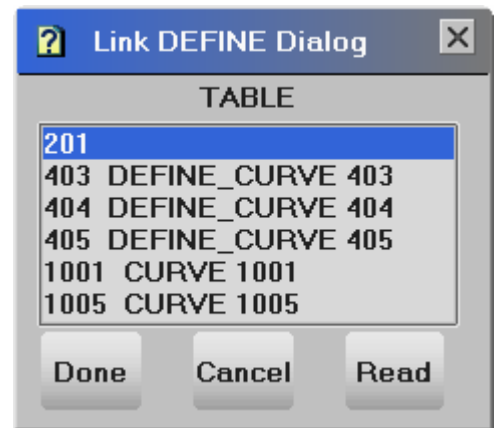 Link DEFINE Dialog
TABLE
201
403 DEFINE_CURVE 403
404 DEFINE_CURVE 404
405 DEFINE_CURVE 405
1001 CURVE 1001
1005 CURVE 1005
Done Cancel Read